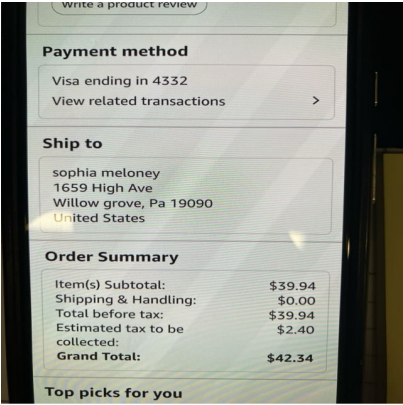 Write a product review
Payment method
Visa ending in 4332
View related transactions >
Ship to
sophia meloney
1659 High Ave
Willow grove, Pa 19090
United States
Order Summary
Item(s) Subtotal: $39.94
Shipping & Handling: $0.00
Total before tax: $39.94
Estimated tax to be $2.40
collected:
Grand Total: $42.34
Top picks for you